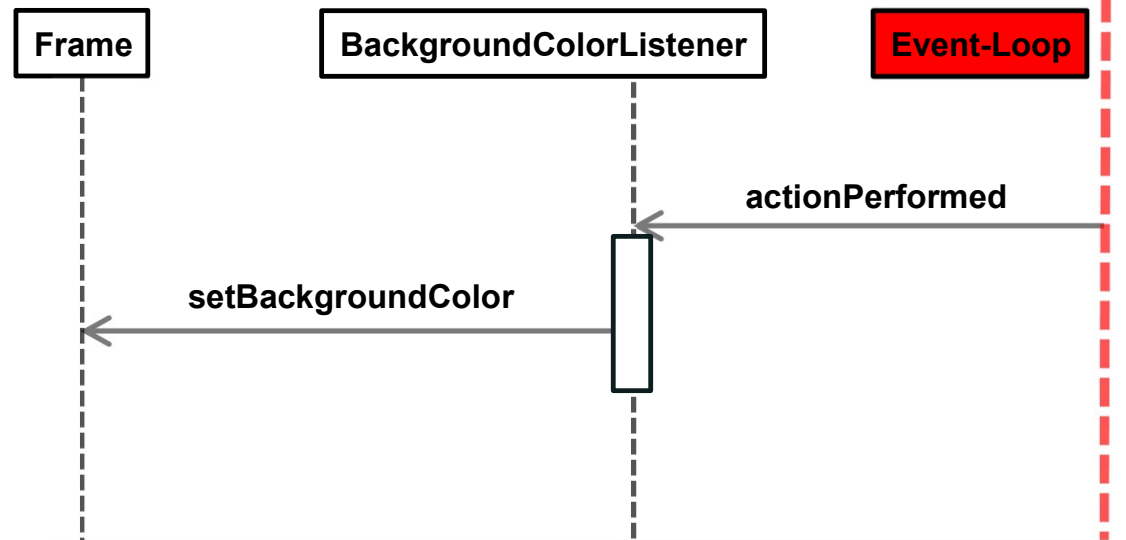 Frame
BackgroundColorListener
Event-Loop
actionPerformed
setBackgroundColor